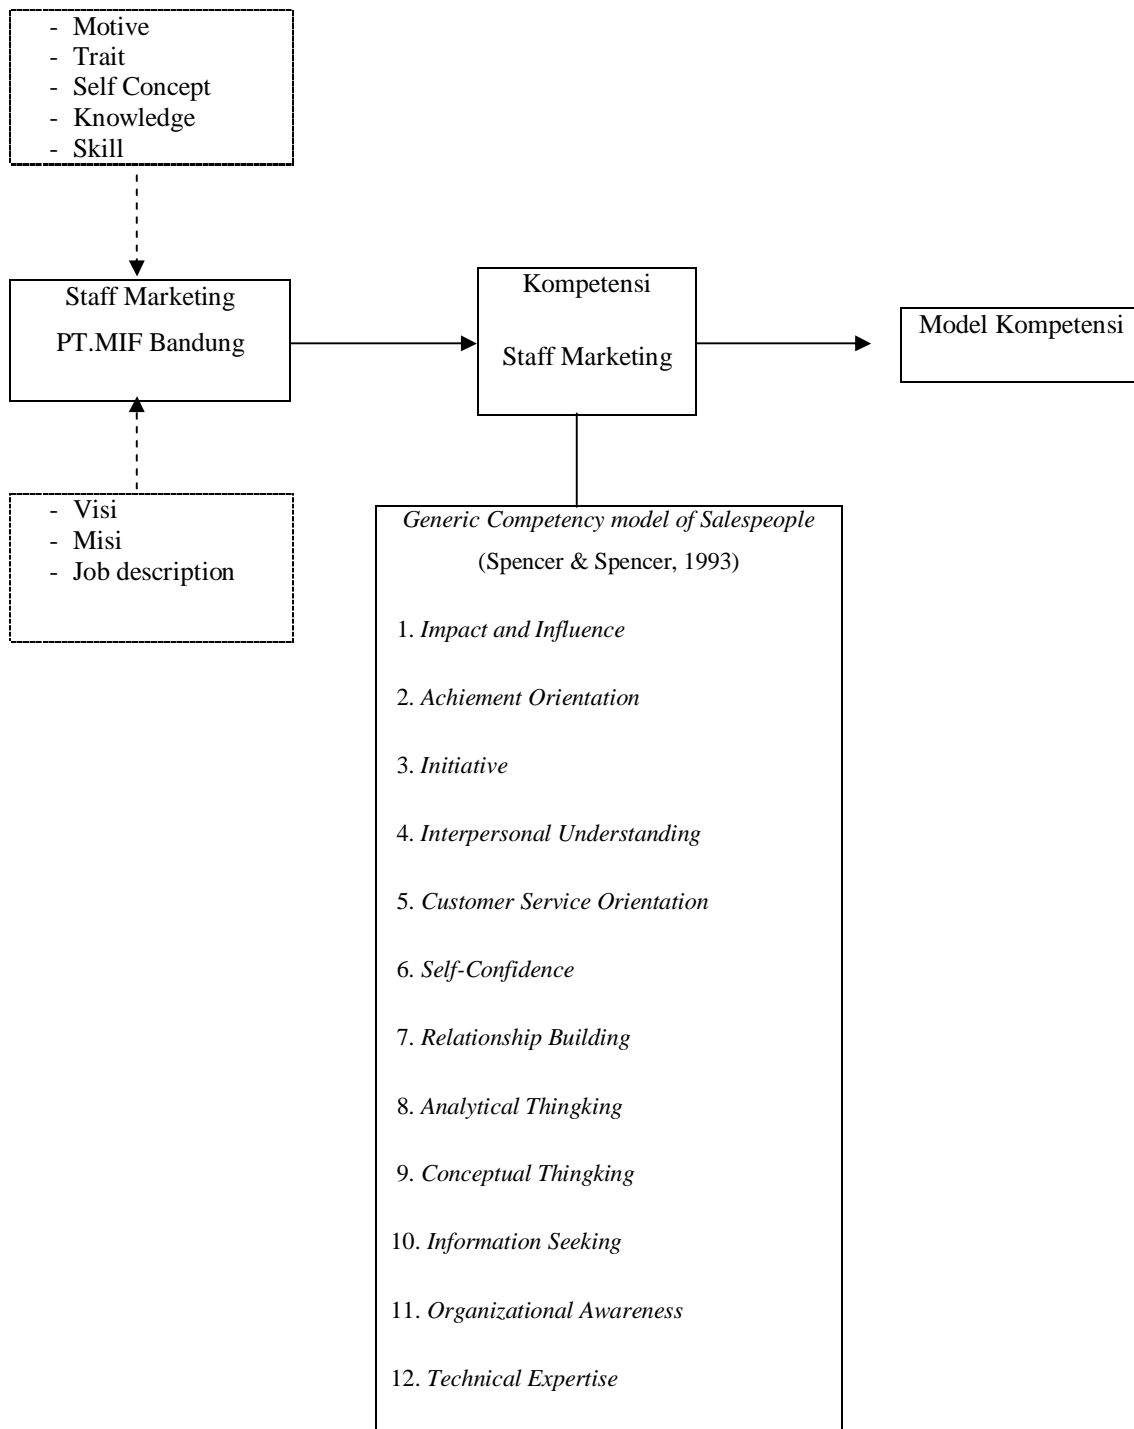 - Motive
- Trait
- Self Concept
- Knowledge
- Skill
Staff Marketing
PT.MIF Bandung
Kompetensi
Staff Marketing
Model Kompetensi
- Visi
- Misi
- Job description
Generic Competency model of Salespeople
(Spencer & Spencer, 1993)
1. Impact and Influence
2. Achiement Orientation
3. Initiative
4. Interpersonal Understanding
5. Customer Service Orientation
6. Self-Confidence
7. Relationship Building
8. Analytical Thingking
9. Conceptual Thingking
10. Information Seeking
11. Organizational Awareness
12. Technical Expertise